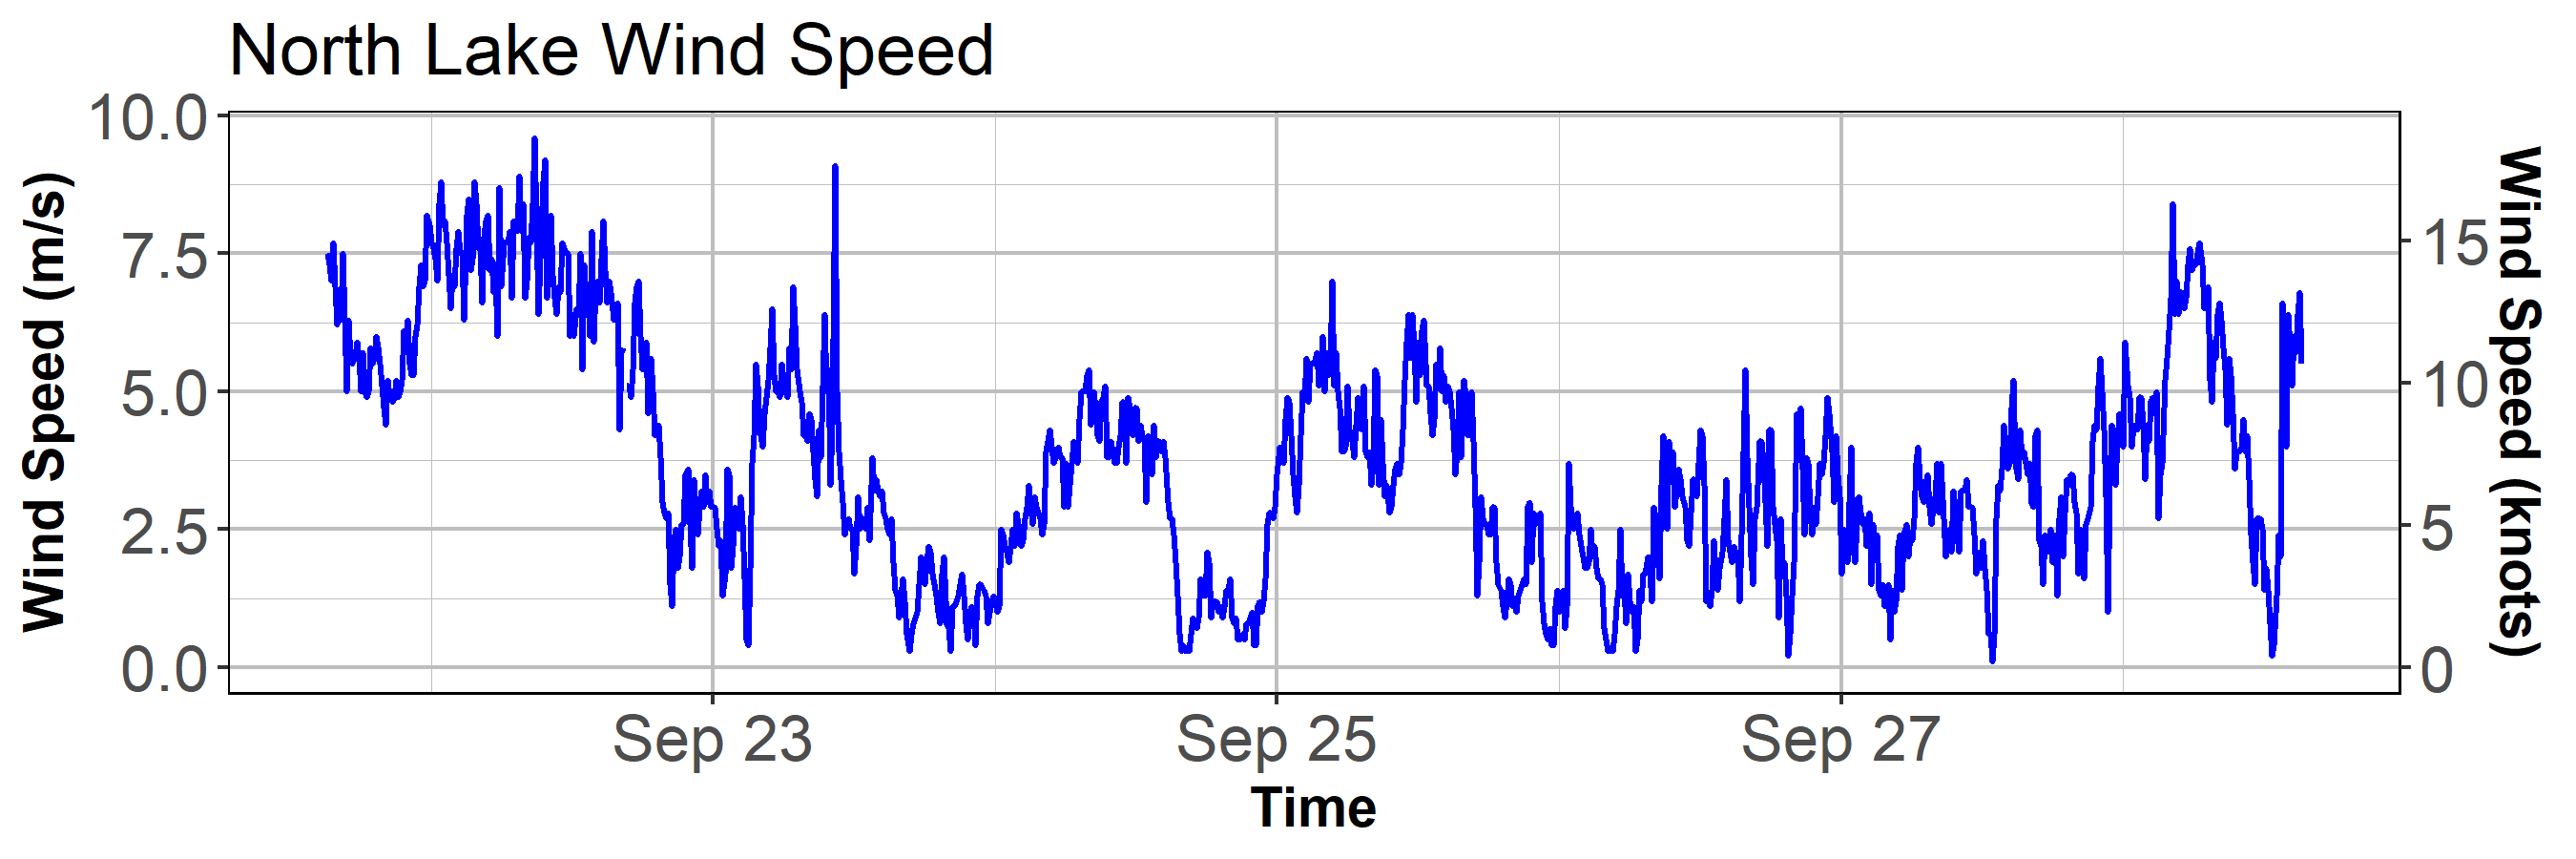 North Lake Wind Speed
Wind Speed (m/s)
10.0
7.5
5.0
2.5
0.0
Wind Speed (knots)
15
10
5
0
Sep 23
Sep 25
Sep 27
Time